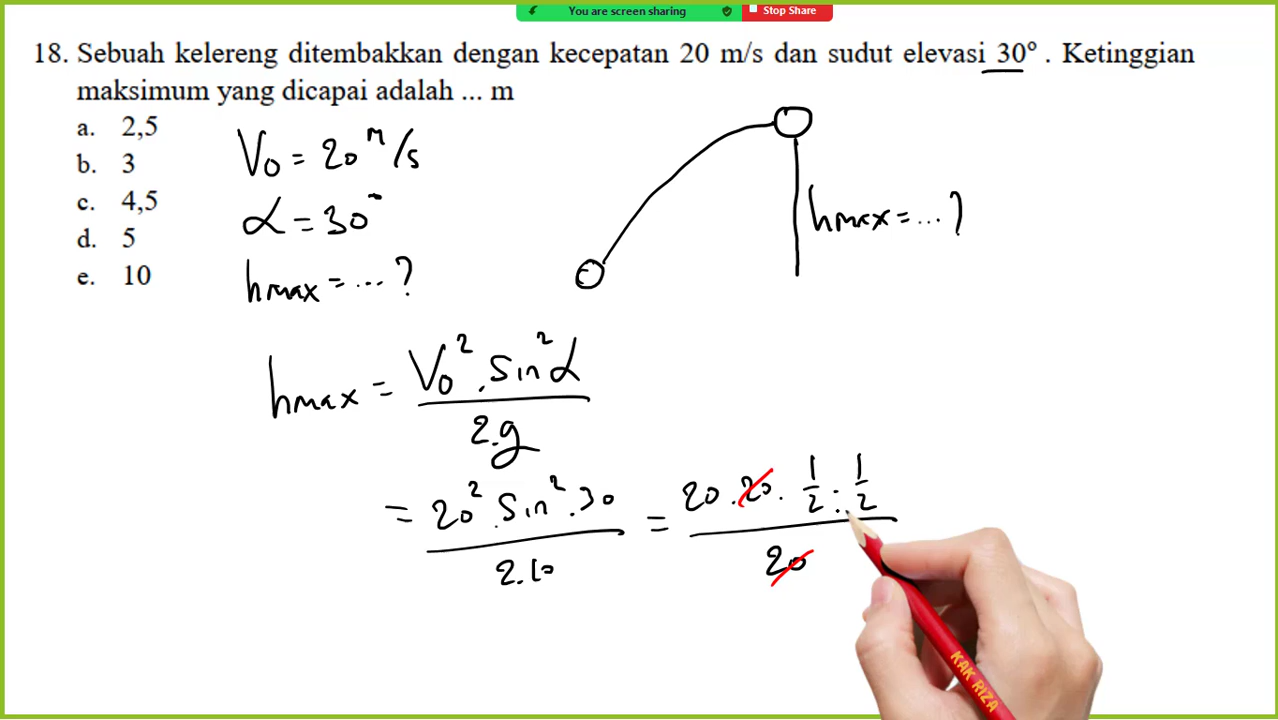 You are screen sharing Stop Share
18. Sebuah kelereng ditembakkan dengan kecepatan 20 m/s dan sudut elevasi 30° . Ketinggian
maksimum yang dicapai adalah ... m
a. 2,5
b. 3
c. 4,5
d. 5
e. 10
V₀ = 20 m/s
α = 30°
hmax = ... ?
hmax = ... ?
hmax = V₀² . sin² α / 2.g
= 20² . sin² . 30 / 2.10 = 20 . 20 . 1/2 . 1/2 / 20
KAK RIZA